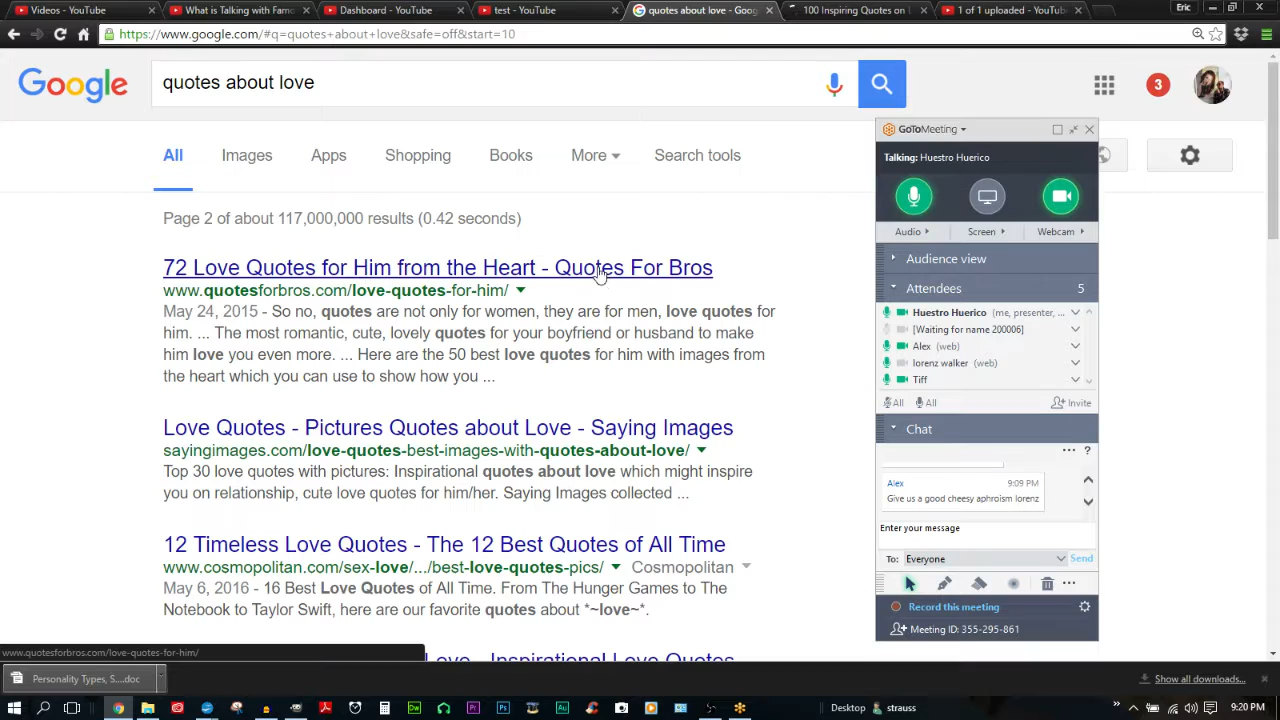 Videos - YouTube
What is Talking with Famo
Dashboard - YouTube
test - YouTube
quotes about love - Goog
100 Inspiring Quotes on L
1 of 1 uploaded - YouTub
Eric
https://www.google.com/#q=quotes+about+love&safe=off&start=10
Google
quotes about love
3
All
Images
Apps
Shopping
Books
More
Search tools
Page 2 of about 117,000,000 results (0.42 seconds)
72 Love Quotes for Him from the Heart - Quotes For Bros
www.quotesforbros.com/love-quotes-for-him/
May 24, 2015 - So no, quotes are not only for women, they are for men, love quotes for
him. ... The most romantic, cute, lovely quotes for your boyfriend or husband to make
him love you even more. ... Here are the 50 best love quotes for him with images from
the heart which you can use to show how you ...
Love Quotes - Pictures Quotes about Love - Saying Images
sayingimages.com/love-quotes-best-images-with-quotes-about-love/
Top 30 love quotes with pictures: Inspirational quotes about love which might inspire
you on relationship, cute love quotes for him/her. Saying Images collected ...
12 Timeless Love Quotes - The 12 Best Quotes of All Time
www.cosmopolitan.com/sex-love/.../best-love-quotes-pics/ Cosmopolitan
May 6, 2016 - 16 Best Love Quotes of All Time. From The Hunger Games to The
Notebook to Taylor Swift, here are our favorite quotes about *~love~*.
Love - Inspirational Love Quotes
www.quotesforbros.com/love-quotes-for-him/
GoToMeeting
Talking: Huestro Huerico
Audio
Screen
Webcam
Audience view
Attendees 5
Huestro Huerico (me, presenter, ...
[Waiting for name 200006]
Alex (web)
lorenz walker (web)
Tiff
All
All
Invite
Chat
?
Alex 9:09 PM
Give us a good cheesy aphroism lorenz
Enter your message
To: Everyone Send
Record this meeting
Meeting ID: 355-295-861
Personality Types, S....doc
Show all downloads...
Dw
Ps
Au
Desktop
strauss
9:20 PM